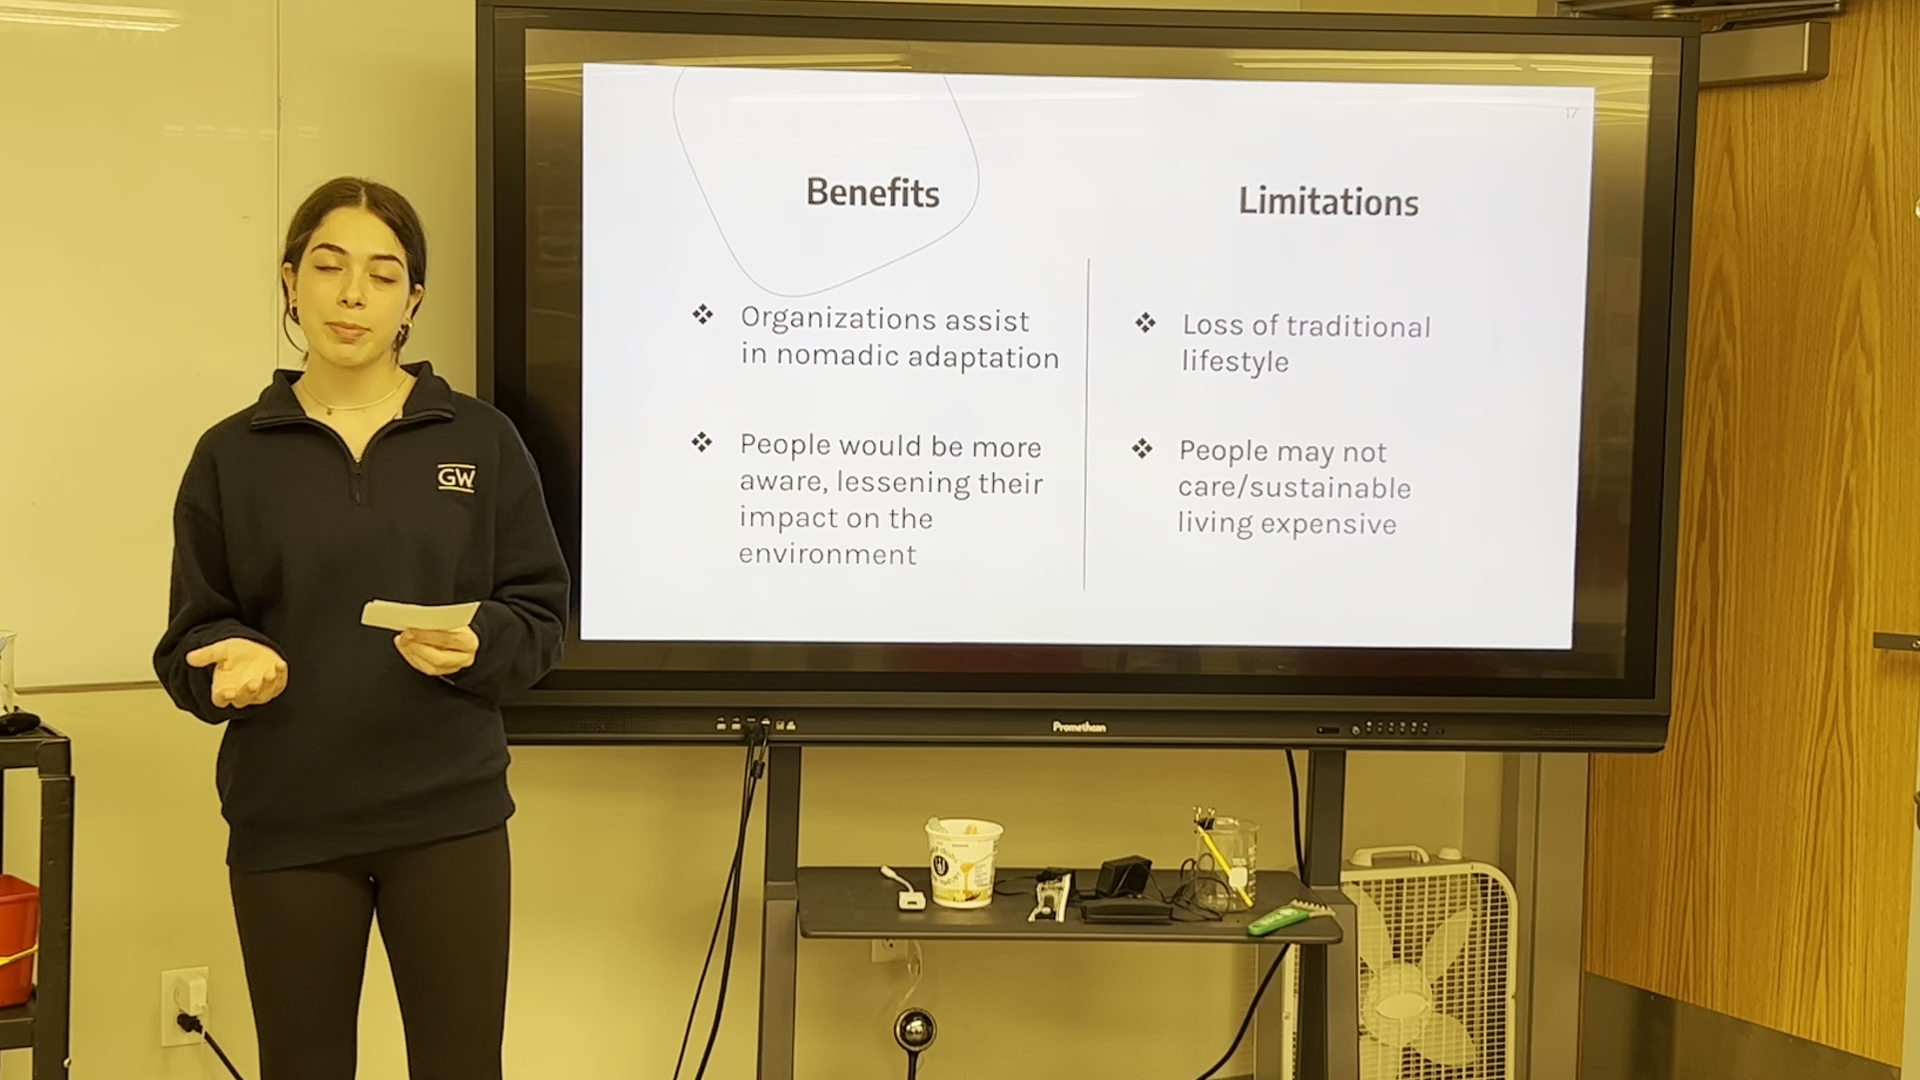 17
Benefits
Organizations assist
in nomadic adaptation
People would be more
aware, lessening their
impact on the
environment
Limitations
Loss of traditional
lifestyle
People may not
care/sustainable
living expensive
GW
Promethean